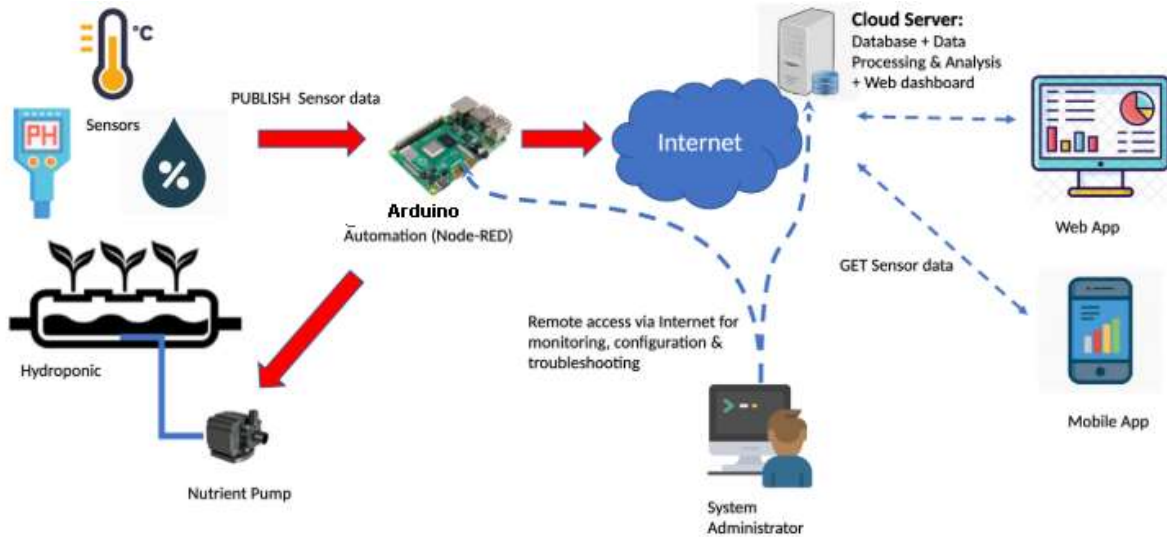 °C
Cloud Server:
Database + Data
Processing & Analysis
+ Web dashboard
PUBLISH Sensor data
PH
Sensors
%
Internet
Arduino
Automation (Node-RED)
Web App
GET Sensor data
Remote access via Internet for
monitoring, configuration &
troubleshooting
Hydroponic
Mobile App
Nutrient Pump
System
Administrator